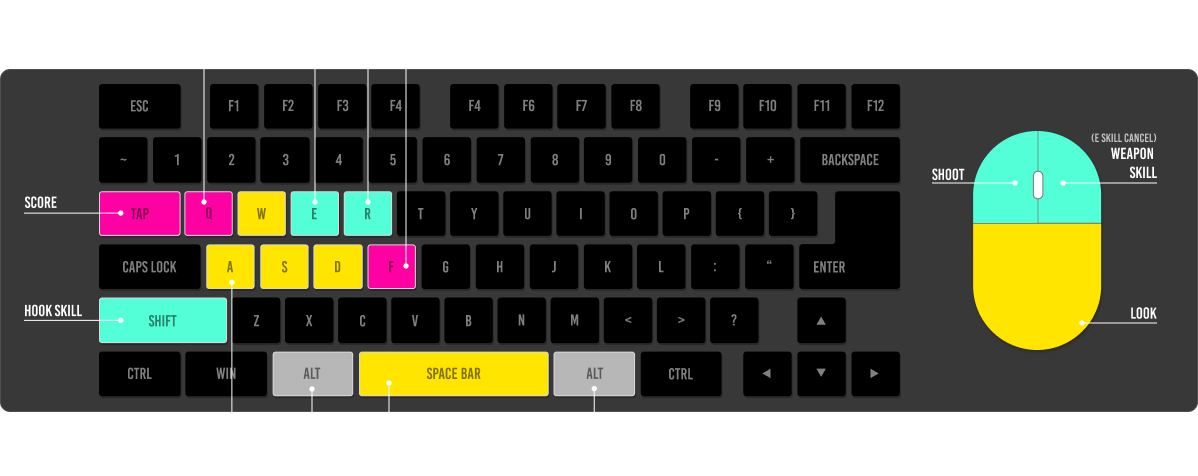 ESC F1 F2 F3 F4 F4 F6 F7 F8 F9 F10 F11 F12
~ 1 2 3 4 5 6 7 8 9 0 - + BACKSPACE
(E SKILL CANCEL)
WEAPON
SKILL
SHOOT
SCORE
TAP Q W E R T Y U I O P { }
CAPS LOCK A S D F G H J K L : “ ENTER
HOOK SKILL
SHIFT Z X C V B N M < > ? ▲
LOOK
CTRL WIN ALT SPACE BAR ALT CTRL ◀ ▼ ▶